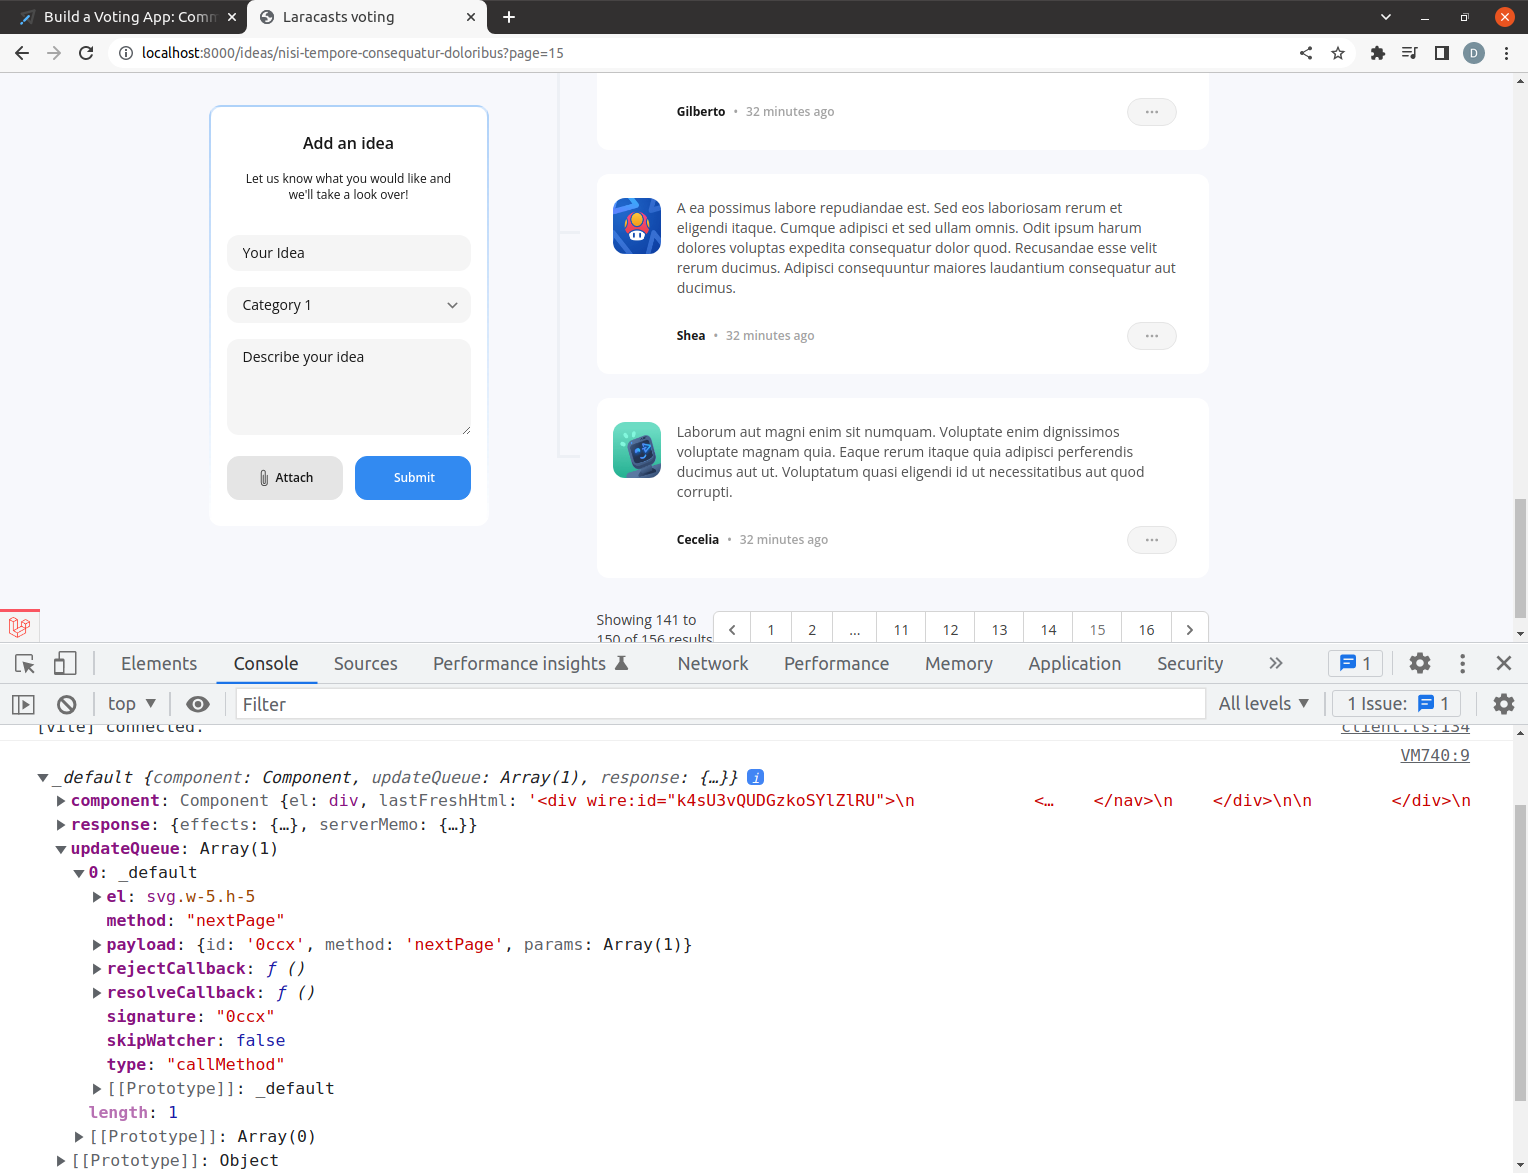 Build a Voting App: Comm
Laracasts voting
localhost:8000/ideas/nisi-tempore-consequatur-doloribus?page=15
D
Add an idea
Let us know what you would like and
we'll take a look over!
Your Idea
Category 1
Describe your idea
Attach
Submit
Gilberto • 32 minutes ago
A ea possimus labore repudiandae est. Sed eos laboriosam rerum et
eligendi itaque. Cumque adipisci et sed ullam omnis. Odit ipsum harum
dolores voluptas expedita consequatur dolor quod. Recusandae esse velit
rerum ducimus. Adipisci consequuntur maiores laudantium consequatur aut
ducimus.
Shea • 32 minutes ago
Laborum aut magni enim sit numquam. Voluptate enim dignissimos
voluptate magnam quia. Eaque rerum itaque quia adipisci perferendis
ducimus aut ut. Voluptatum quasi eligendi id ut necessitatibus aut quod
corrupti.
Cecelia • 32 minutes ago
Showing 141 to
150 of 156 results
1 2 ... 11 12 13 14 15 16
Elements Console Sources Performance insights Network Performance Memory Application Security 1
top Filter All levels 1 Issue: 1
[vite] connected. client.ts:134
VM740:9
_default {component: Component, updateQueue: Array(1), response: {…}} i
component: Component {el: div, lastFreshHtml: '<div wire:id="k4sU3vQUDGzkoSYlZlRU">\n <… </nav>\n </div>\n\n </div>\n
response: {effects: {…}, serverMemo: {…}}
updateQueue: Array(1)
0: _default
el: svg.w-5.h-5
method: "nextPage"
payload: {id: '0ccx', method: 'nextPage', params: Array(1)}
rejectCallback: ƒ ()
resolveCallback: ƒ ()
signature: "0ccx"
skipWatcher: false
type: "callMethod"
[[Prototype]]: _default
length: 1
[[Prototype]]: Array(0)
[[Prototype]]: Object